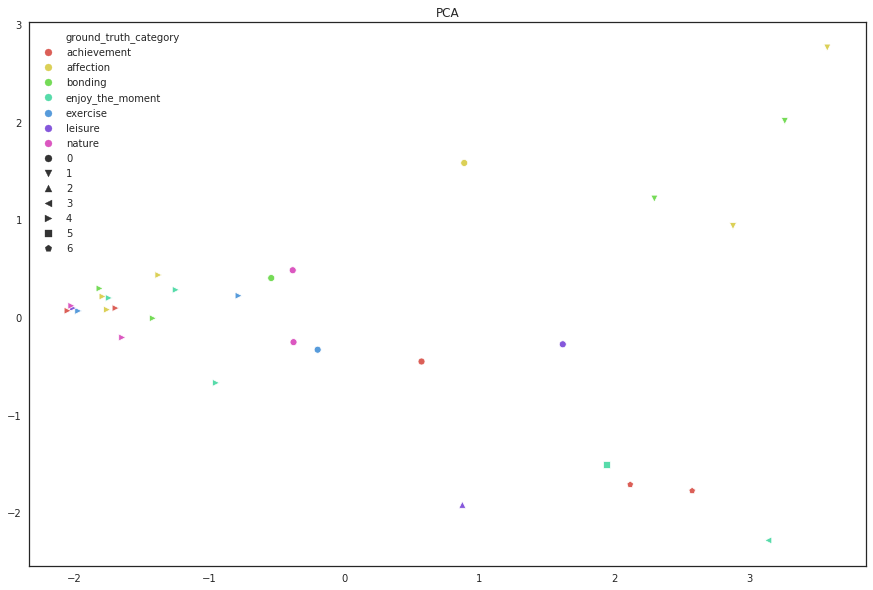 PCA
ground_truth_category
achievement
affection
bonding
enjoy_the_moment
exercise
leisure
nature
0
1
2
3
4
5
6
3
2
1
0
−1
−2
−2
−1
0
1
2
3